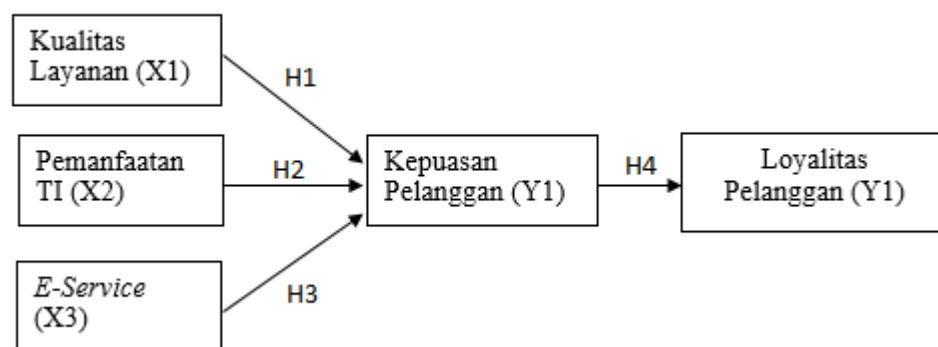 Kualitas
Layanan (X1)
H1
Pemanfaatan
TI (X2)
H2
Kepuasan
Pelanggan (Y1)
H4
Loyalitas
Pelanggan (Y1)
E-Service
(X3)
H3